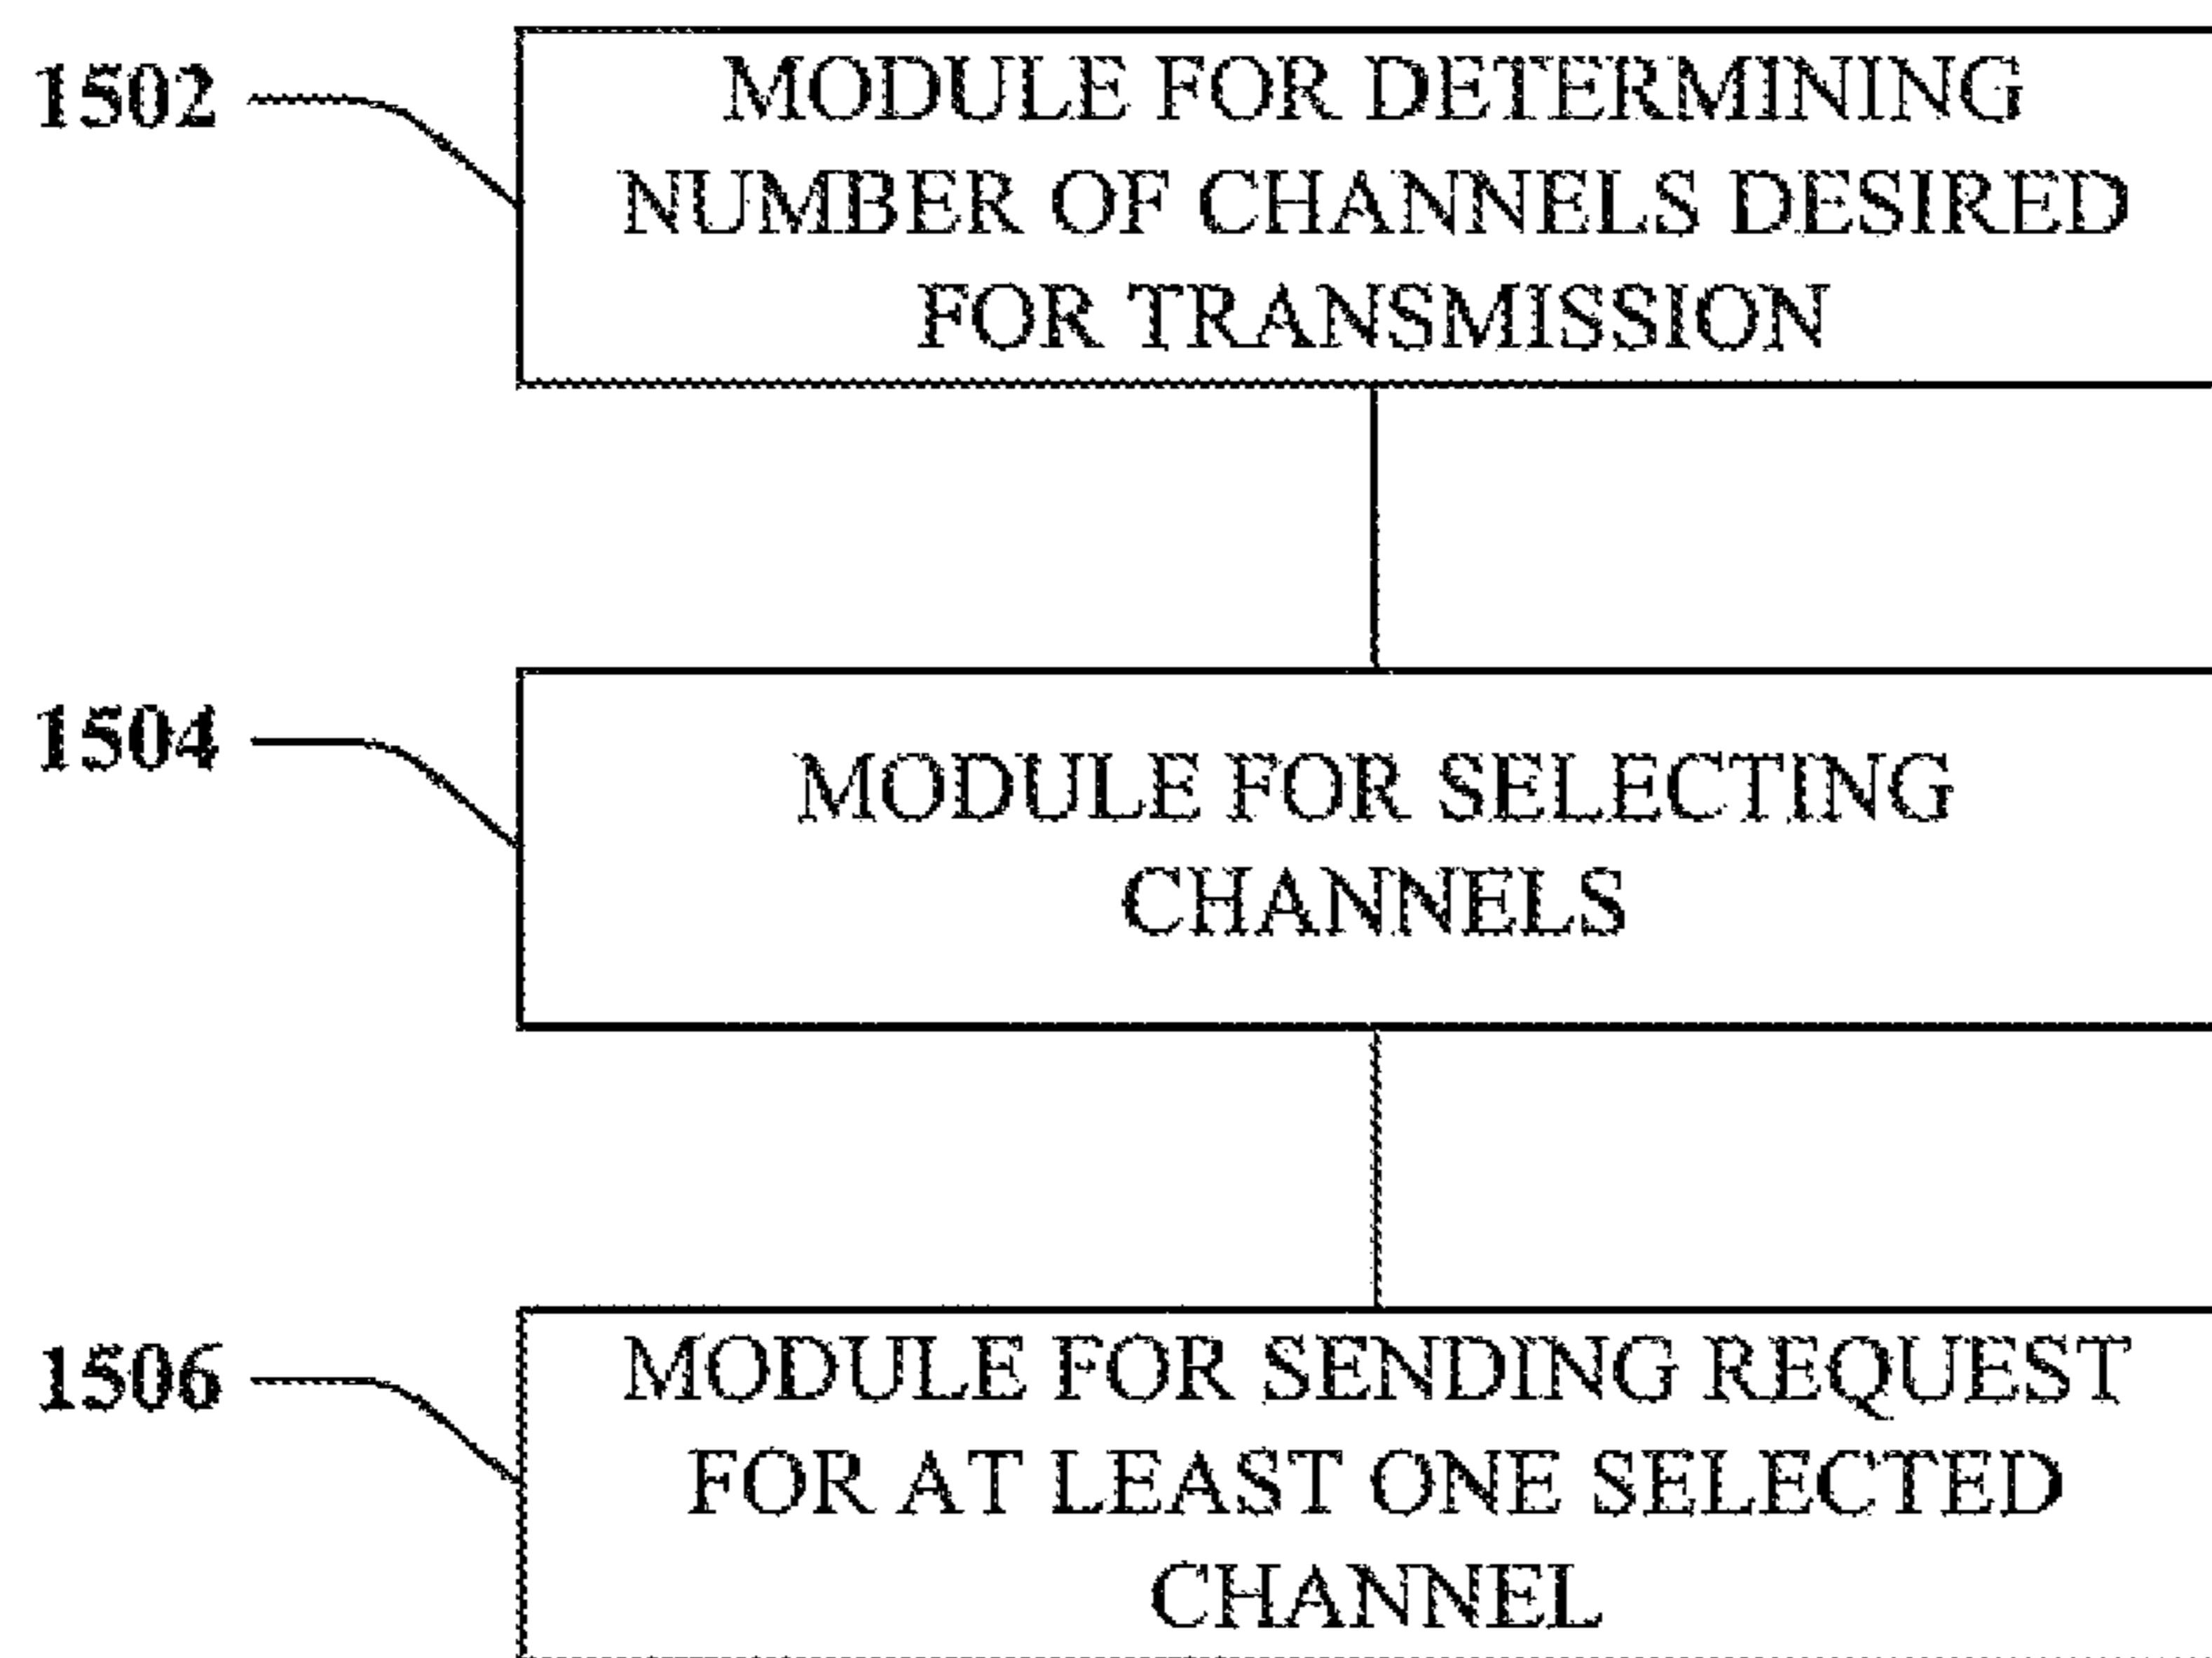 1502
MODULE FOR DETERMINING
NUMBER OF CHANNELS DESIRED
FOR TRANSMISSION
1504
MODULE FOR SELECTING
CHANNELS
1506
MODULE FOR SENDING REQUEST
FOR AT LEAST ONE SELECTED
CHANNEL